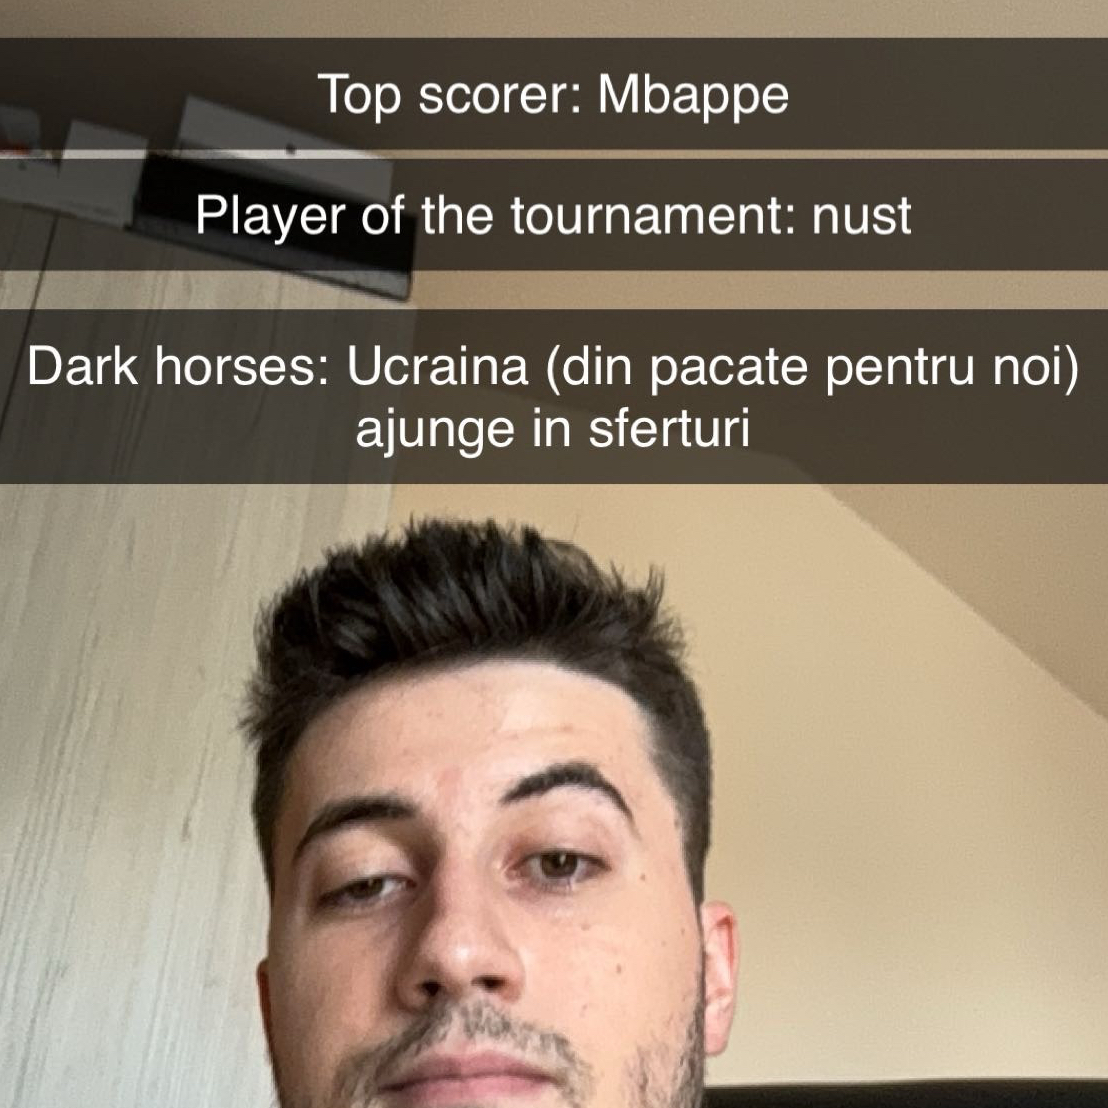 Top scorer: Mbappe
Player of the tournament: nust
Dark horses: Ucraina (din pacate pentru noi)
ajunge in sferturi